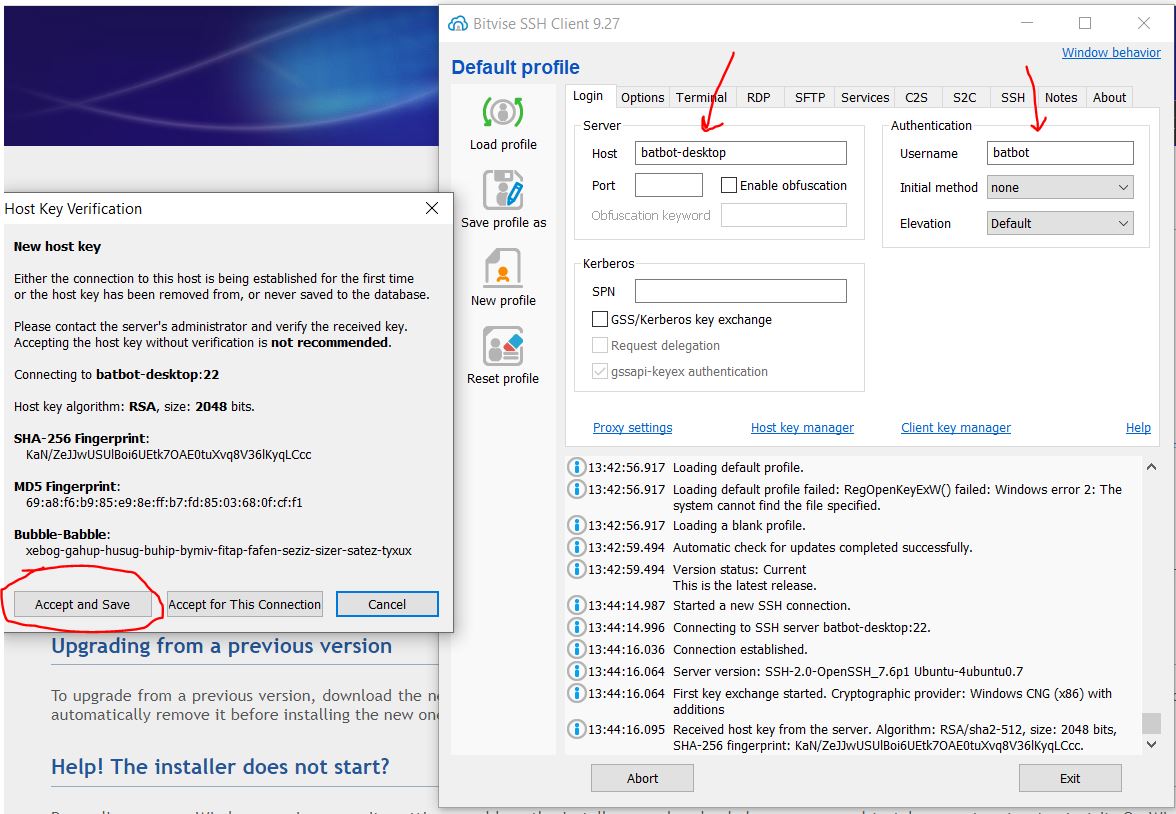 Bitvise SSH Client 9.27
Window behavior
Default profile
Load profile
Save profile as
New profile
Reset profile
Login Options Terminal RDP SFTP Services C2S S2C SSH Notes About
Server
Host batbot-desktop
Port Enable obfuscation
Obfuscation keyword
Authentication
Username batbot
Initial method none
Elevation Default
Kerberos
SPN
GSS/Kerberos key exchange
Request delegation
gssapi-keyex authentication
Proxy settings Host key manager Client key manager Help
13:42:56.917 Loading default profile.
13:42:56.917 Loading default profile failed: RegOpenKeyExW() failed: Windows error 2: The
system cannot find the file specified.
13:42:56.917 Loading a blank profile.
13:42:59.494 Automatic check for updates completed successfully.
13:42:59.494 Version status: Current
This is the latest release.
13:44:14.987 Started a new SSH connection.
13:44:14.996 Connecting to SSH server batbot-desktop:22.
13:44:16.036 Connection established.
13:44:16.064 Server version: SSH-2.0-OpenSSH_7.6p1 Ubuntu-4ubuntu0.7
13:44:16.064 First key exchange started. Cryptographic provider: Windows CNG (x86) with
additions
13:44:16.095 Received host key from the server. Algorithm: RSA/sha2-512, size: 2048 bits,
SHA-256 fingerprint: KaN/ZeJJwUSUlBoi6UEtk7OAE0tuXvq8V36lKyqLCcc.
Abort Exit
Host Key Verification
New host key
Either the connection to this host is being established for the first time
or the host key has been removed from, or never saved to the database.
Please contact the server's administrator and verify the received key.
Accepting the host key without verification is not recommended.
Connecting to batbot-desktop:22
Host key algorithm: RSA, size: 2048 bits.
SHA-256 Fingerprint:
KaN/ZeJJwUSUlBoi6UEtk7OAE0tuXvq8V36lKyqLCcc
MD5 Fingerprint:
69:a8:f6:b9:85:e9:8e:ff:b7:fd:85:03:68:0f:cf:f1
Bubble-Babble:
xebog-gahup-husug-buhip-bymiv-fitap-fafen-seziz-sizer-satez-tyxux
Accept and Save Accept for This Connection Cancel
Upgrading from a previous version
To upgrade from a previous version, download the
automatically remove it before installing the new
Help! The installer does not start?